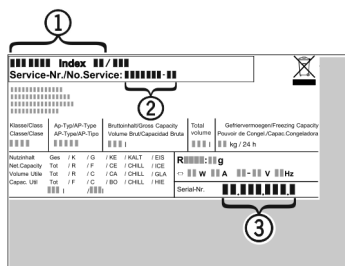 1
Index /
Service-Nr./No.Service: -
2
Klasse/Class Ap-Typ/AP-Type Bruttoinhalt/Gross Capacity Total Gefriervermoegen/Freezing Capacity
Classe/Clase AP-Type/AP-Tipo Volume Brut/Capacidad Bruta volume Pouvoir de Congel./Capac.Congeladora
l l kg / 24 h
Nutzinhalt Ges / K / G / KE / KALT / EIS
Net.Capacity Tot / R / F / CE / CHILL / ICE
Volume Utile Tot / R / C / CA / CHILL / GLA
Capec. Util Tot / F / C / BO / CHILL / HIE
l / l
R : g
W A - V Hz
Serial-Nr. . . .
3